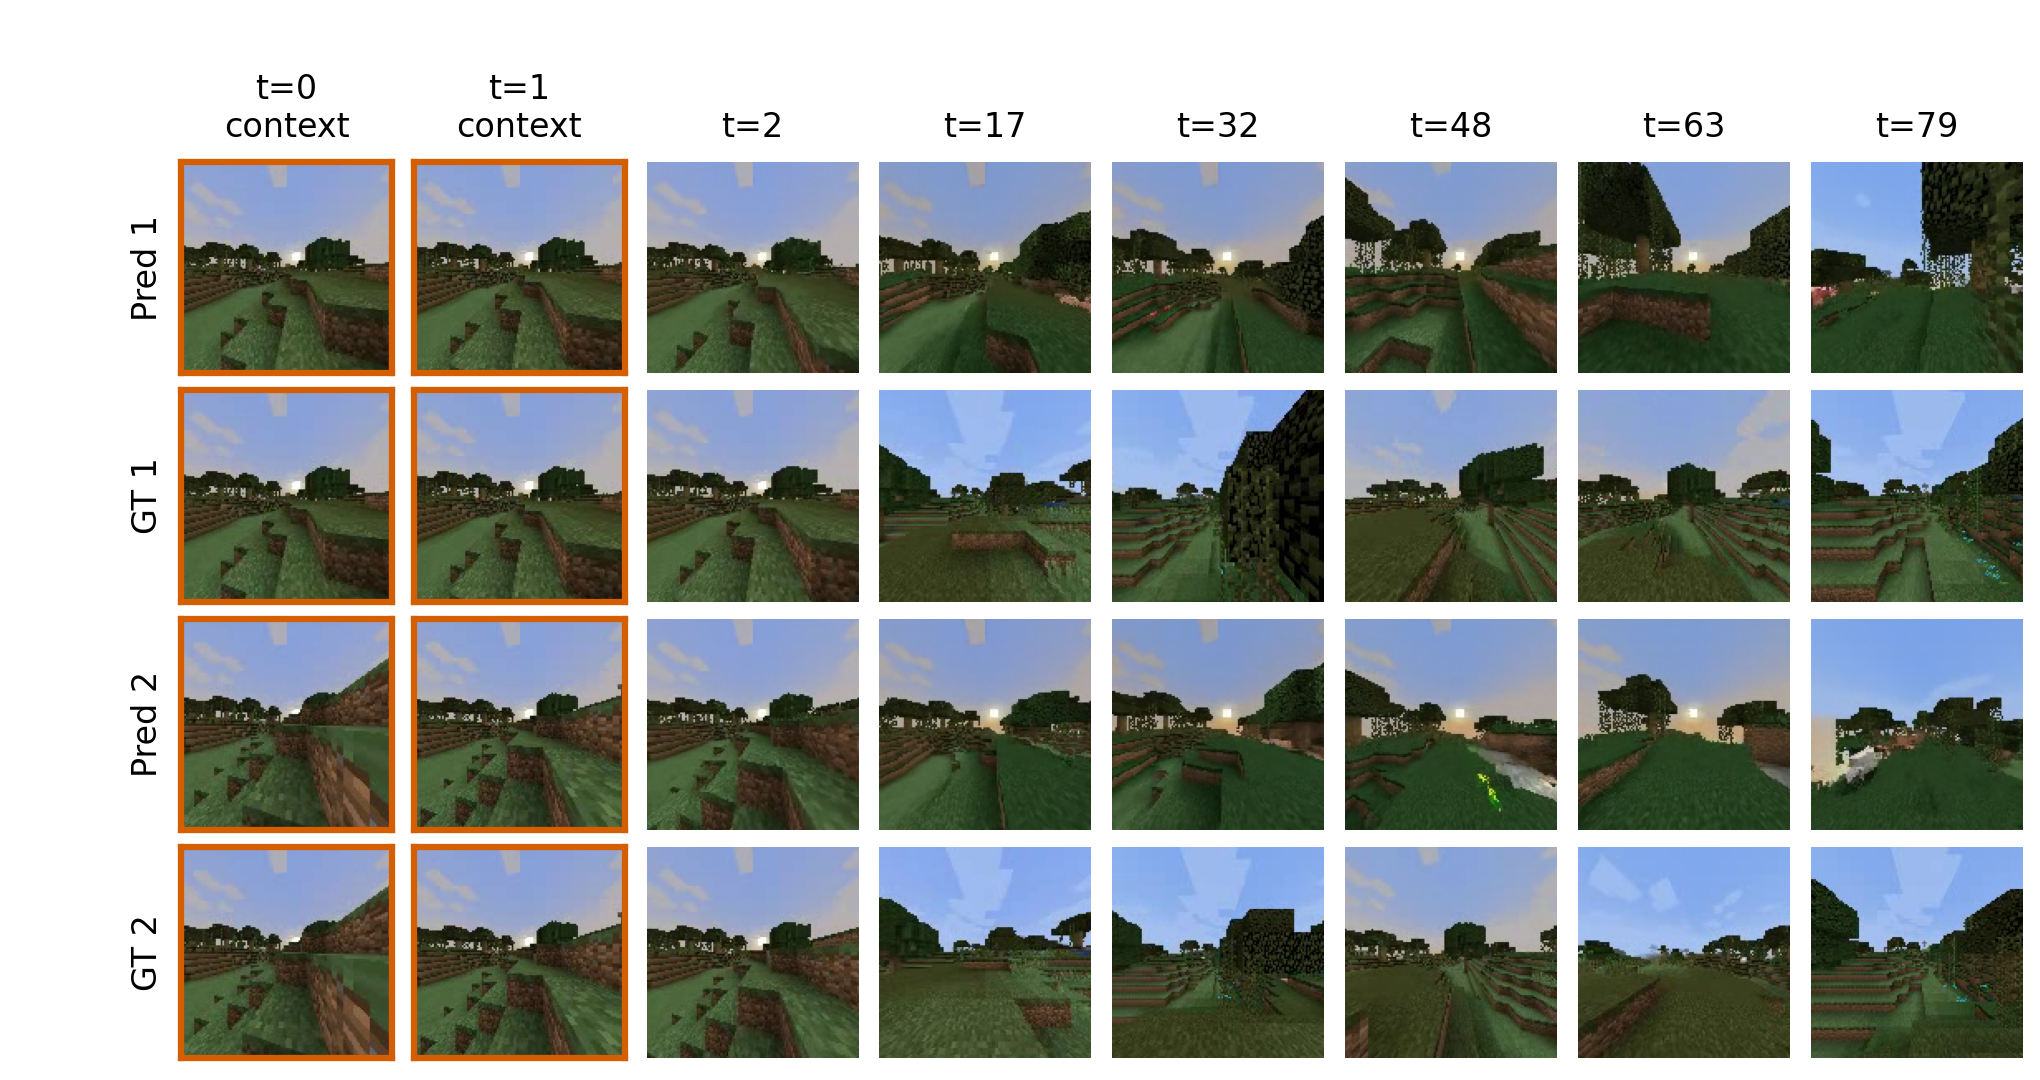 t=0
context
t=1
context
t=2
t=17
t=32
t=48
t=63
t=79
Pred 1
GT 1
Pred 2
GT 2